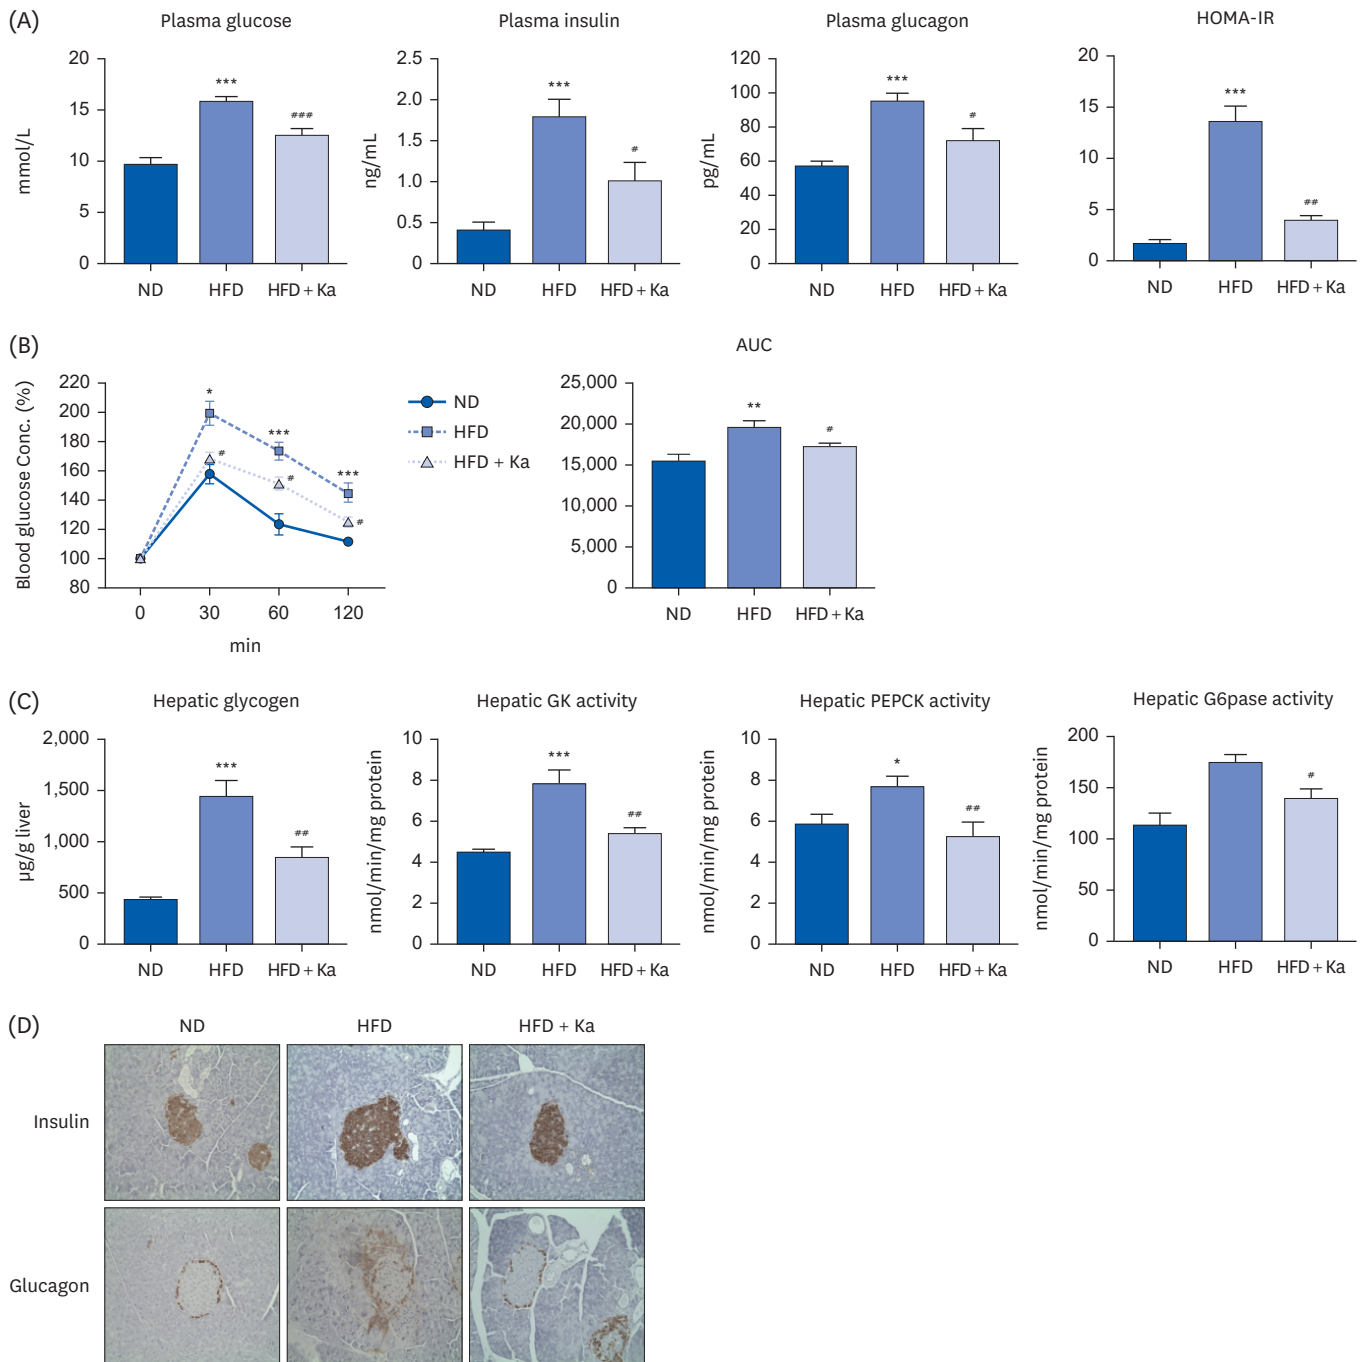 (A)
Plasma glucose
Plasma insulin
Plasma glucagon
HOMA-IR
mmol/L
20
15
10
5
0
***
###
ND HFD HFD + Ka
ng/mL
2.5
2.0
1.5
1.0
0.5
0
***
#
ND HFD HFD + Ka
pg/mL
120
100
80
60
40
20
0
***
#
ND HFD HFD + Ka
20
15
10
5
0
***
##
ND HFD HFD + Ka
(B)
Blood glucose Conc. (%)
220
200
180
160
140
120
100
80
*
***
***
#
#
#
0 30 60 120
min
ND
HFD
HFD + Ka
AUC
25,000
20,000
15,000
10,000
5,000
0
**
#
ND HFD HFD + Ka
(C)
Hepatic glycogen
Hepatic GK activity
Hepatic PEPCK activity
Hepatic G6pase activity
μg/g liver
2,000
1,500
1,000
500
0
***
##
ND HFD HFD + Ka
nmol/min/mg protein
10
8
6
4
2
0
***
##
ND HFD HFD + Ka
nmol/min/mg protein
10
8
6
4
2
0
*
##
ND HFD HFD + Ka
nmol/min/mg protein
200
150
100
50
0
#
ND HFD HFD + Ka
(D)
ND HFD HFD + Ka
Insulin
Glucagon